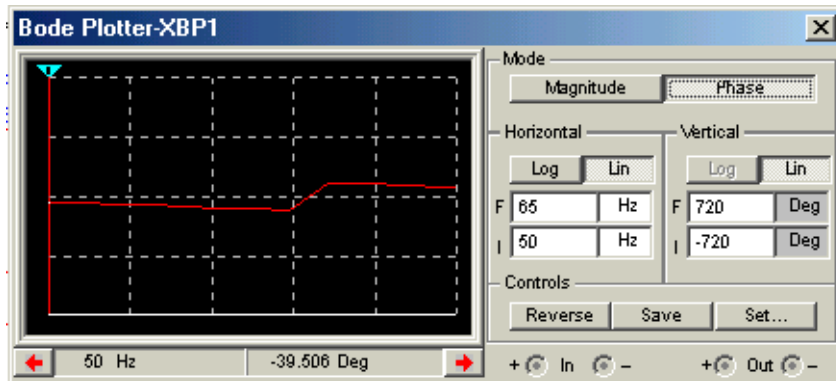 Bode Plotter-XBP1
Mode
Magnitude Phase
Horizontal Vertical
Log Lin Log Lin
F 65 Hz F 720 Deg
I 50 Hz I -720 Deg
Controls
Reverse Save Set...
50 Hz -39.506 Deg + In - + Out -